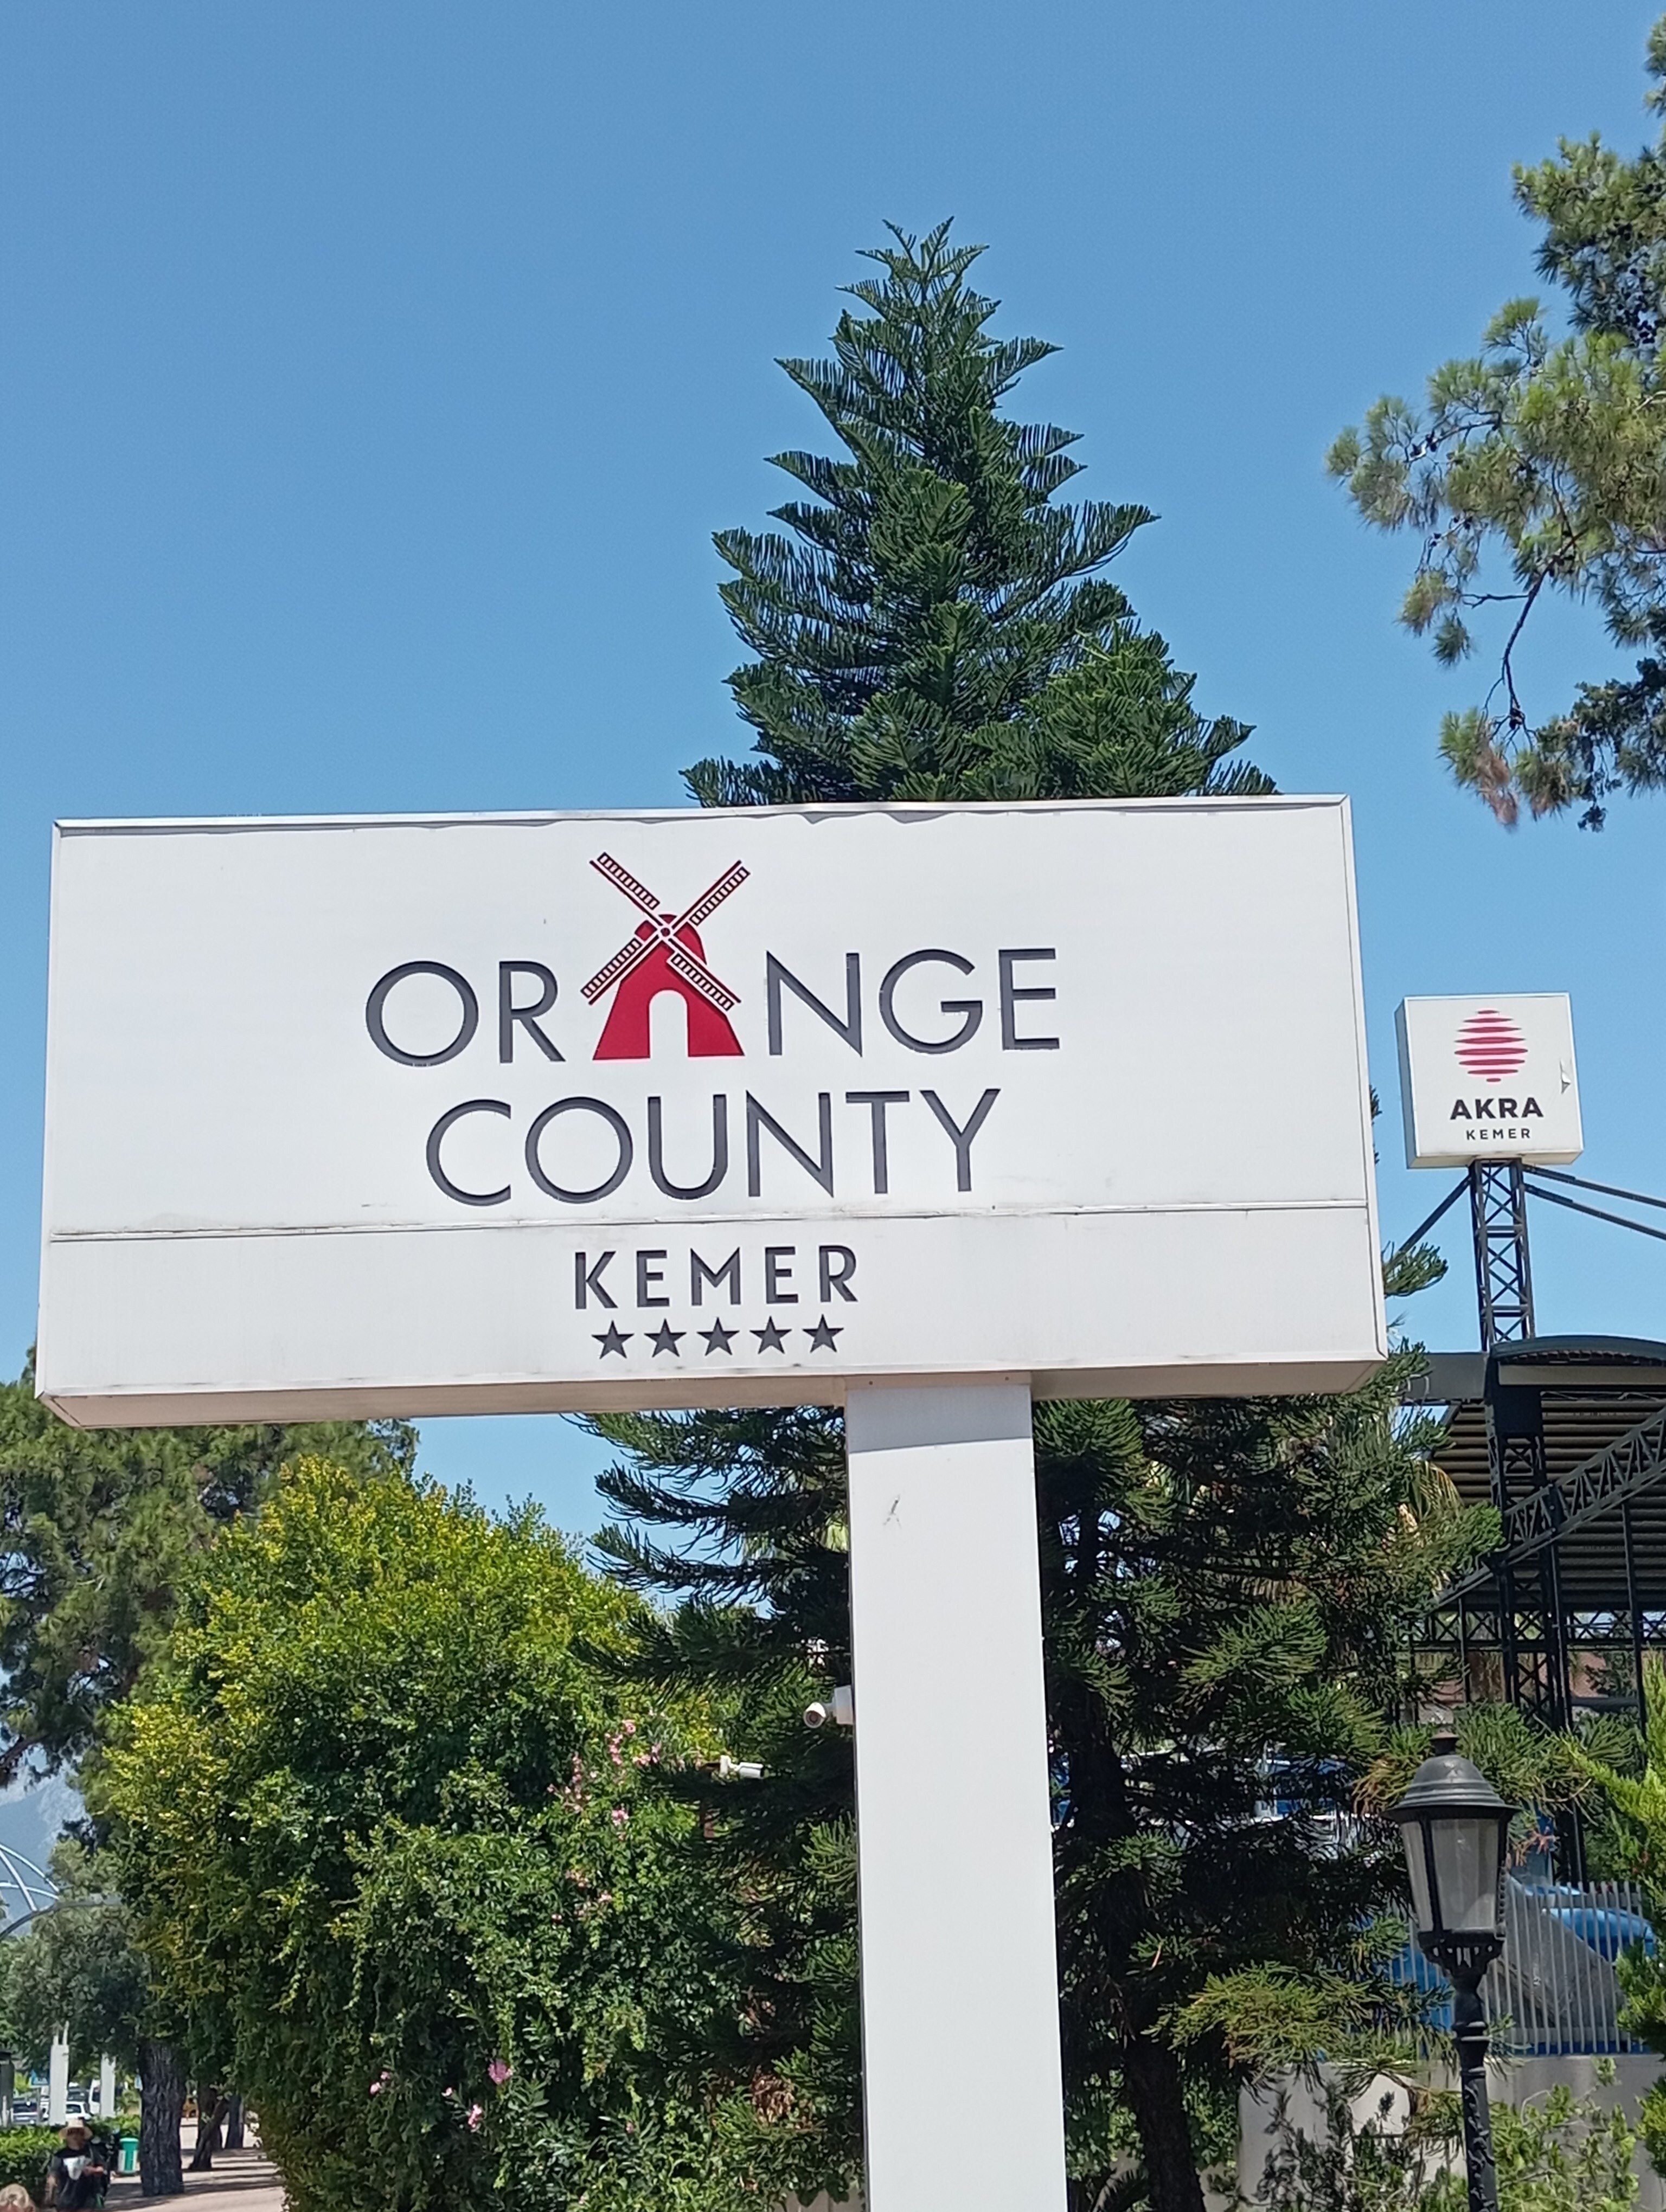 ORANGE
COUNTY
KEMER
★★★★★
AKRA
KEMER